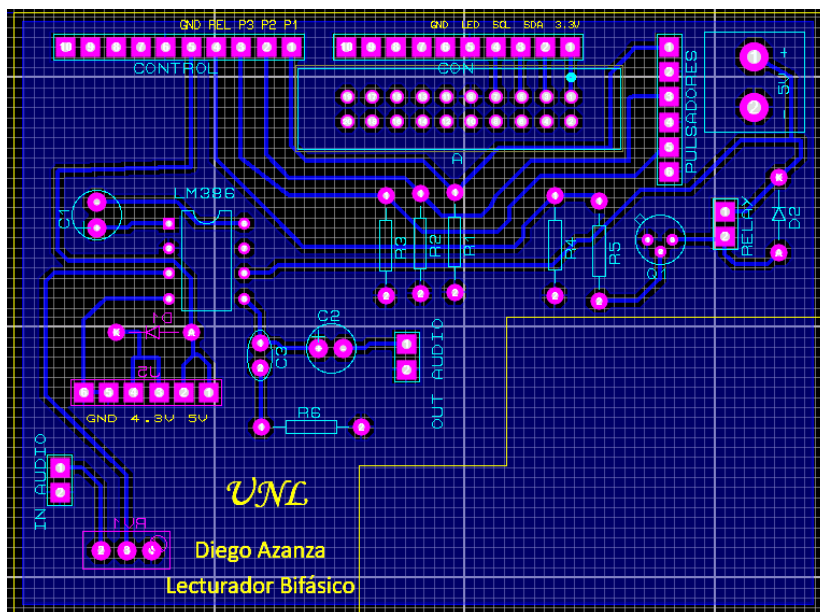 GND REL P3 P2 P1
GND LED SCL SDA 3.3V
CONTROL
CON
+
5V
-
PULSADORES
A
LM386
C1
R3
R2
R1
R4
R5
Q1
RELAY
D2
K
A
D1
K
A
U2
C2
+
C3
OUT AUDIO
GND 4.3V 5V
R6
IN AUDIO
RV1
UNL
Diego Azanza
Lecturador Bifásico